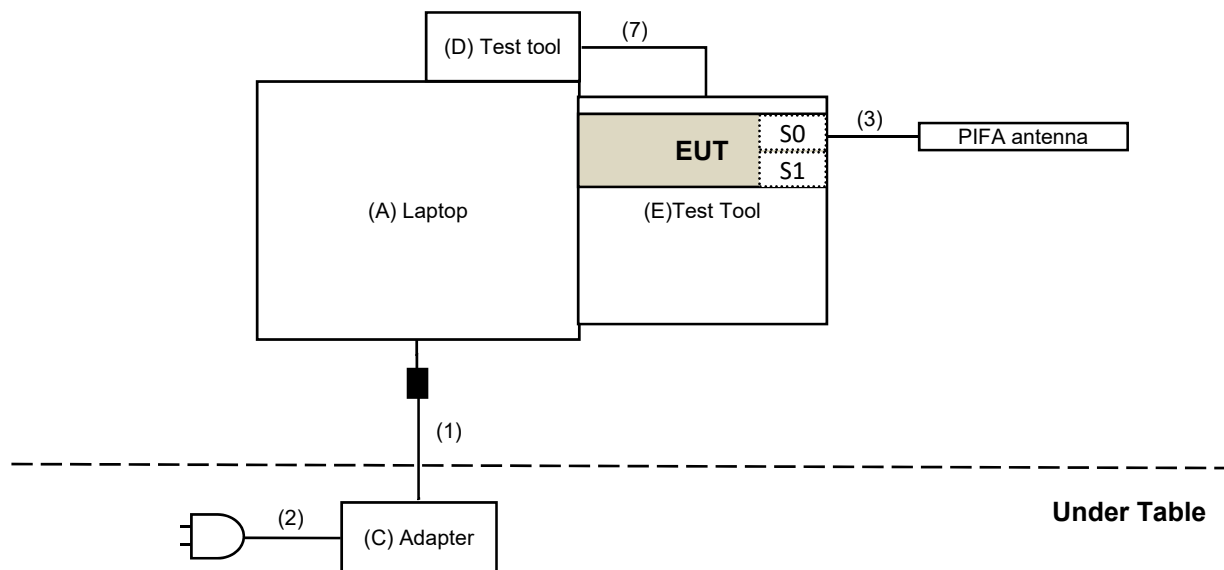 (D) Test tool
(7)
S0
(3)
PIFA antenna
EUT
S1
(A) Laptop
(E)Test Tool
(1)
Under Table
(2)
(C) Adapter